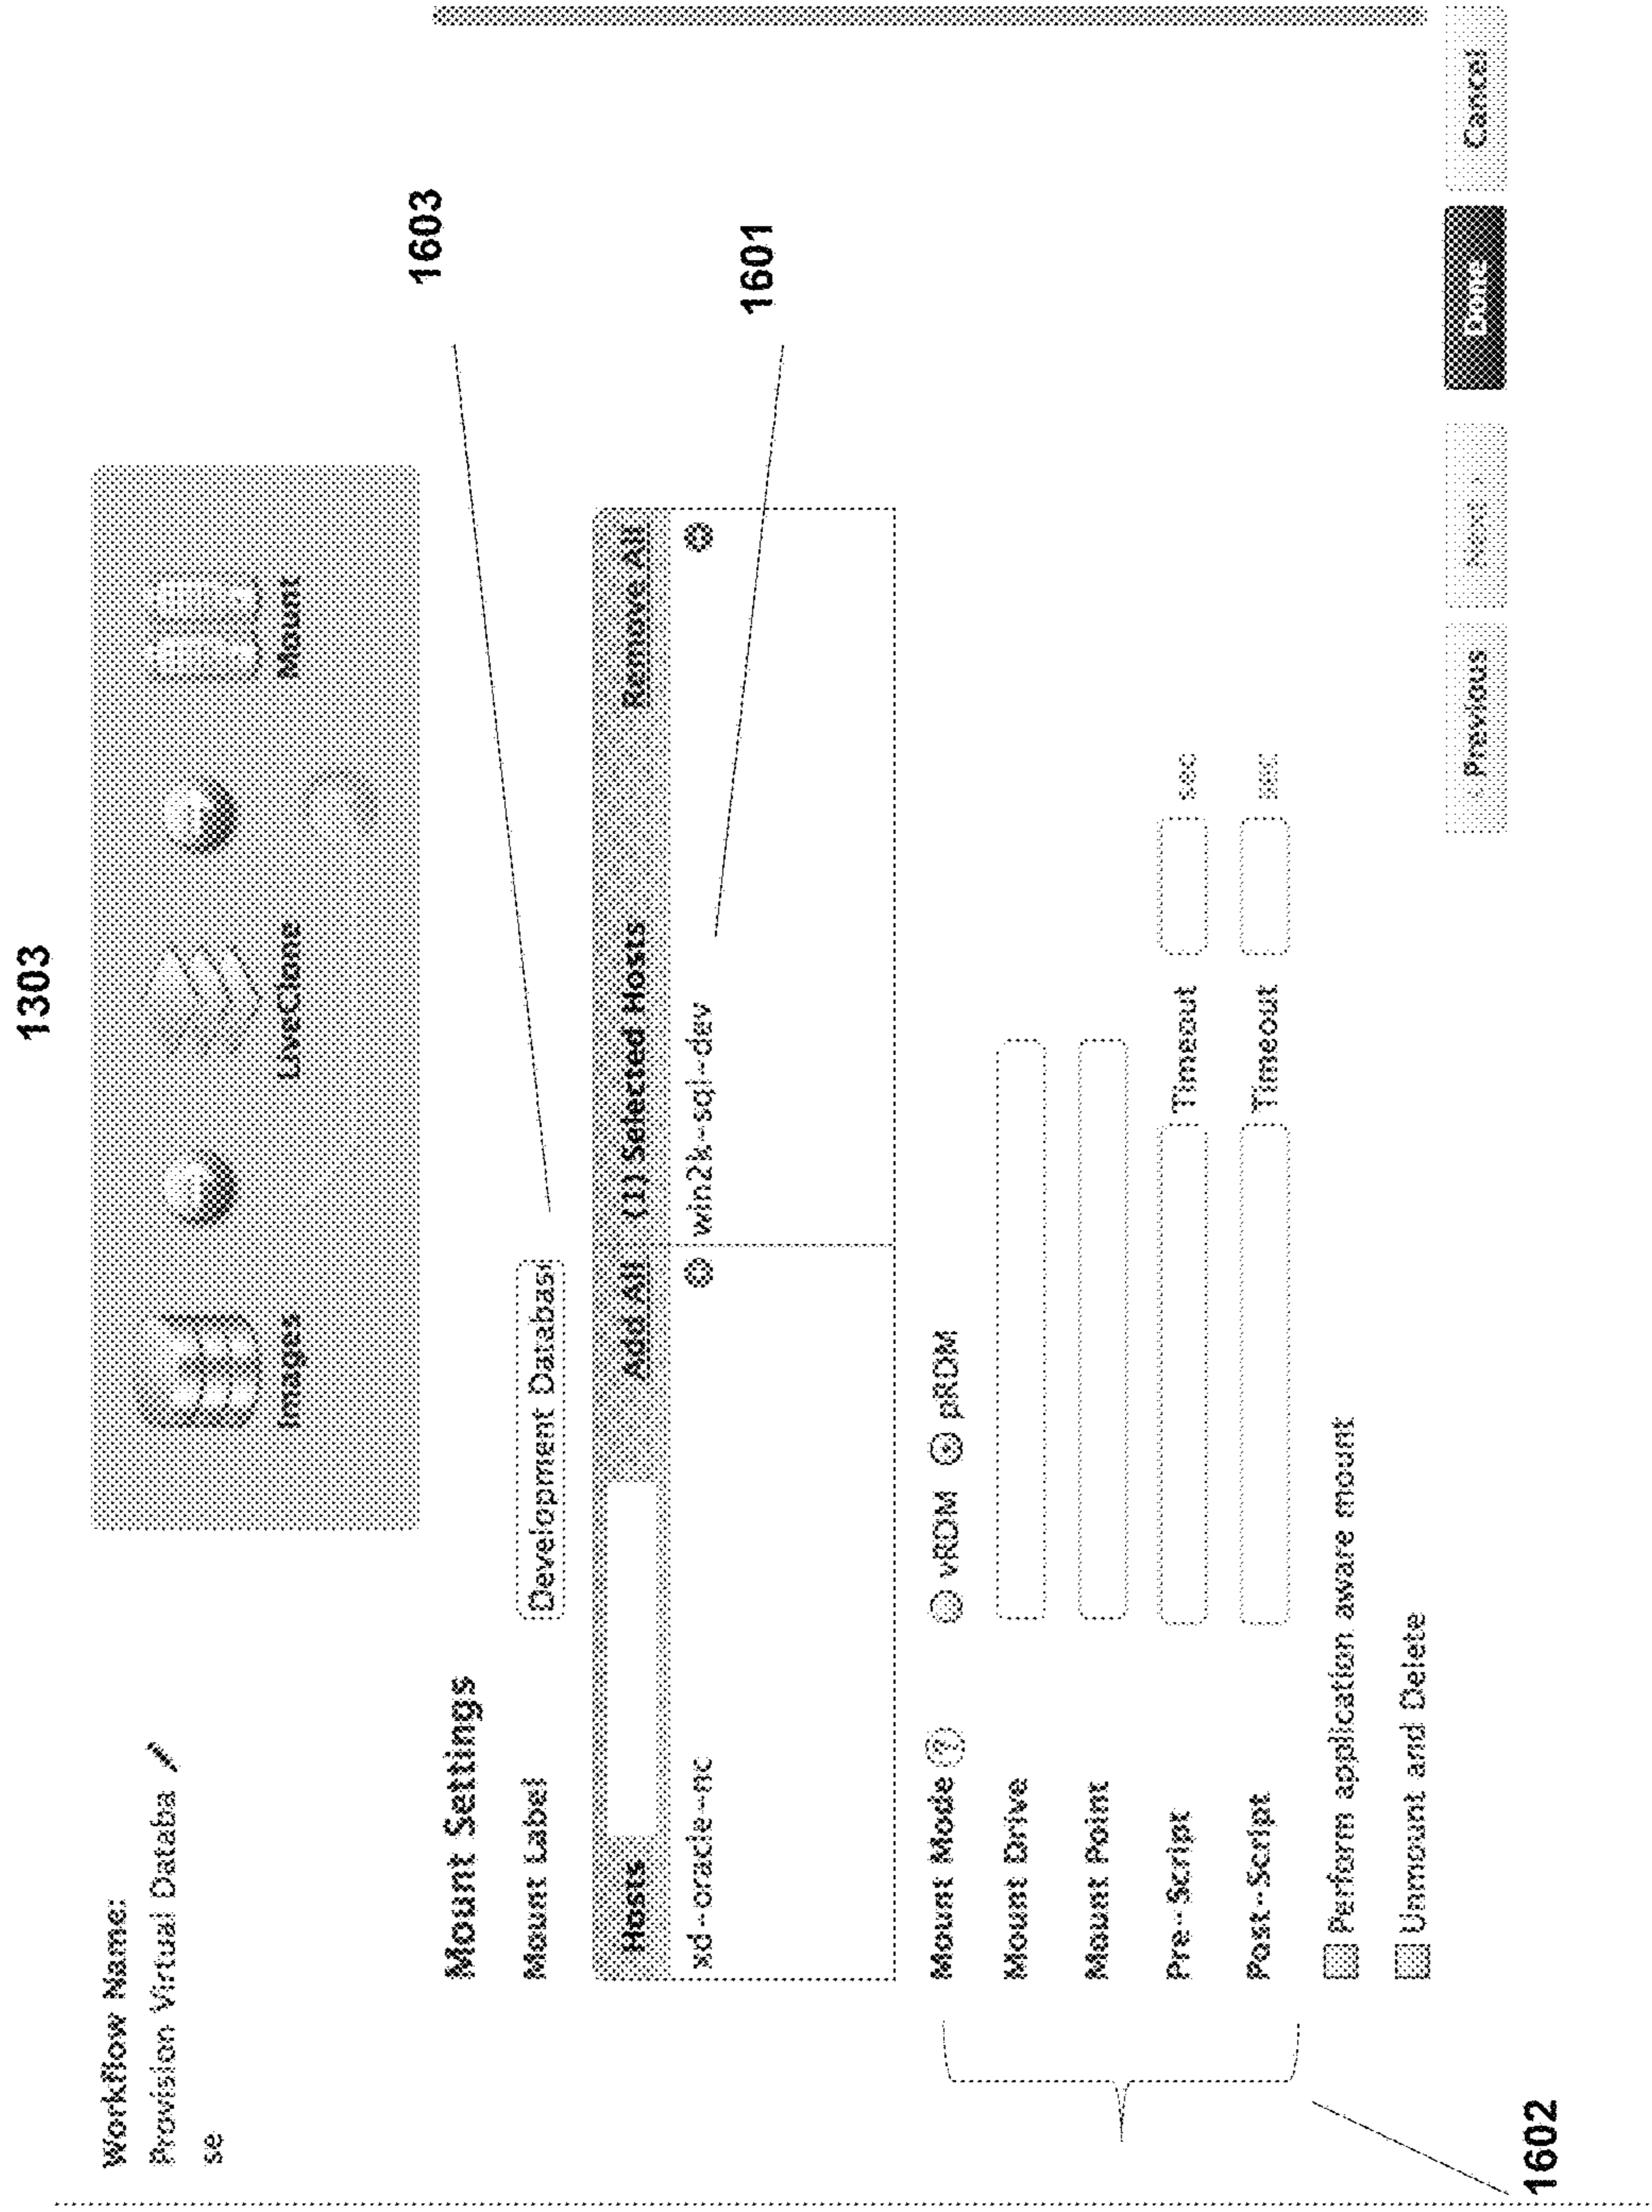 1303
Workflow Name:
Provision Virtual Databa
se
Images
LiveClone
Mount
1603
Mount Settings
Mount Label
Development Databas
Hosts
Add All
(1) Selected Hosts
Remove All
xd-oracle-nc
win2k-sql-dev
1601
Mount Mode ?
vRDM
pRDM
Mount Drive
Mount Point
Pre-Script
Timeout
sec
Post-Script
Timeout
sec
Perform application aware mount
Unmount and Delete
1602
Previous
Next >
Done
Cancel